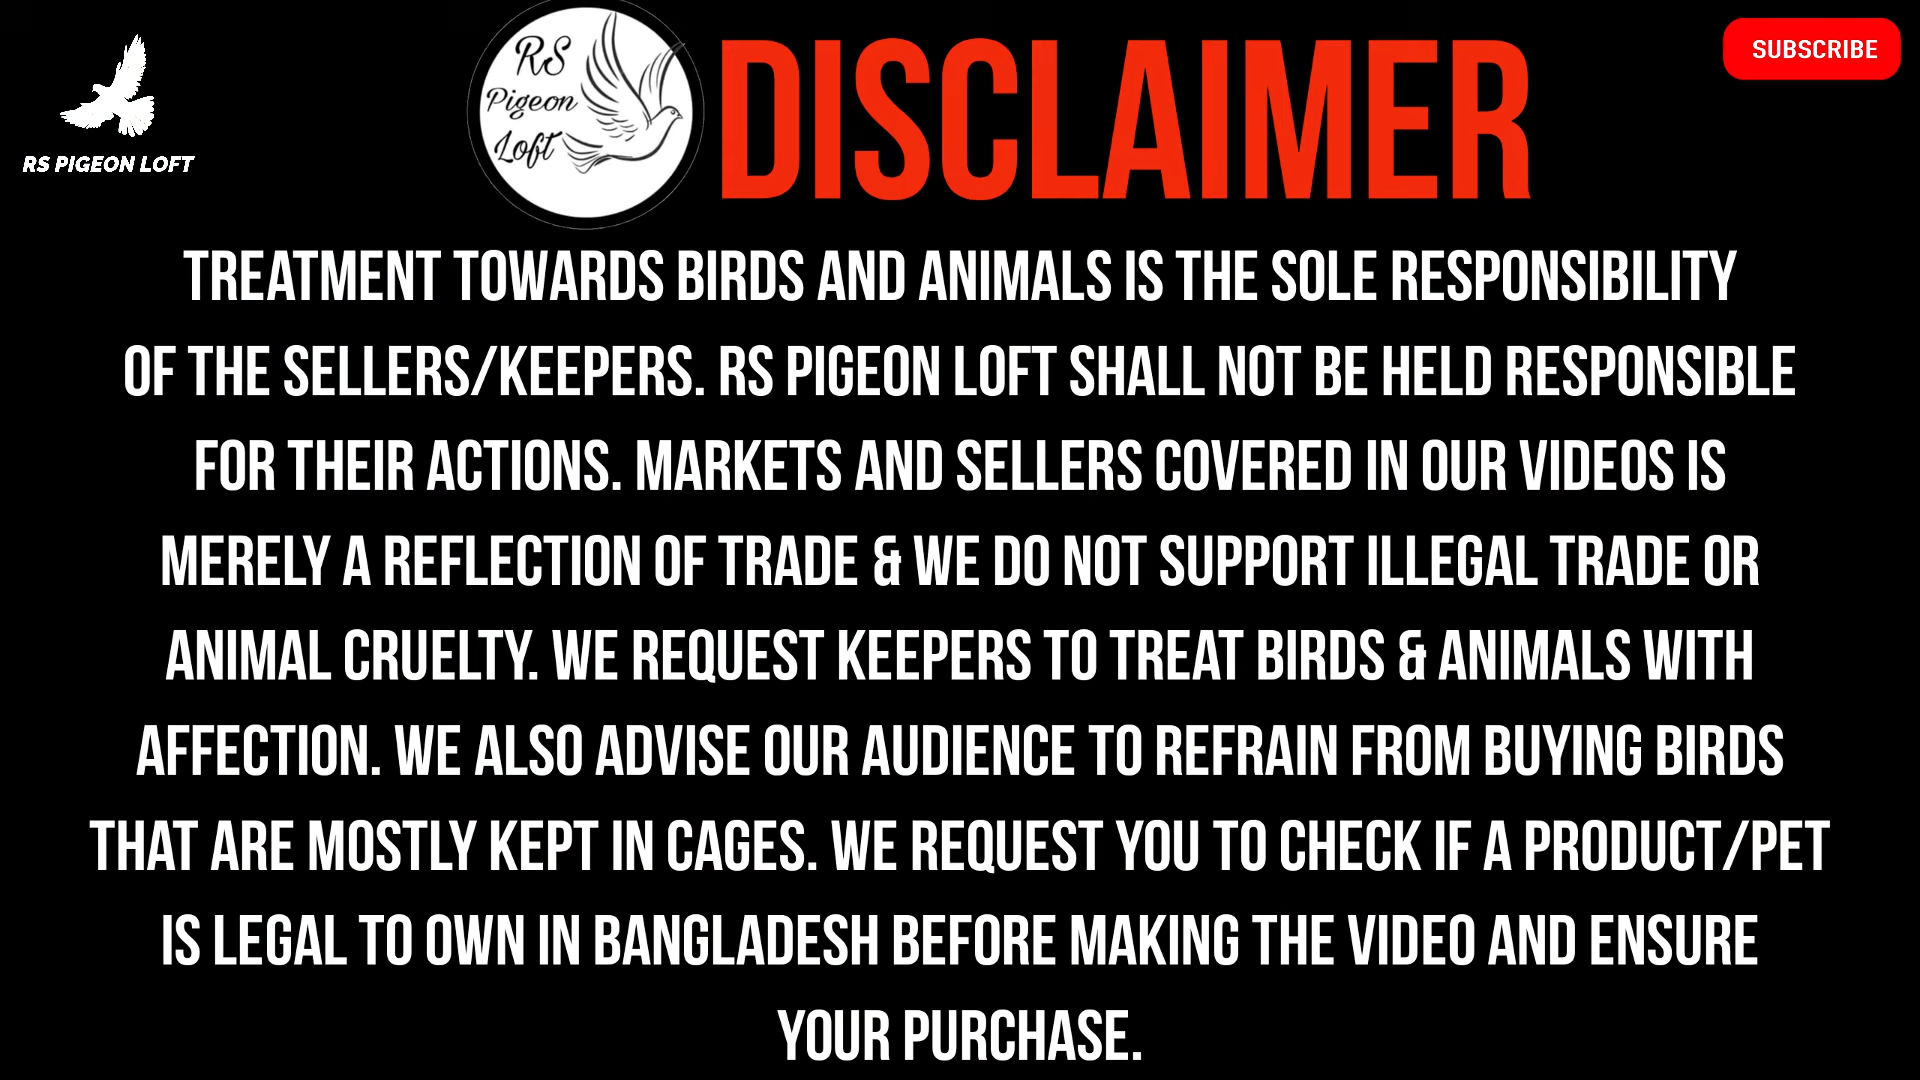 RS
Pigeon
Loft
DISCLAIMER
SUBSCRIBE
RS PIGEON LOFT
TREATMENT TOWARDS BIRDS AND ANIMALS IS THE SOLE RESPONSIBILITY
OF THE SELLERS/KEEPERS. RS PIGEON LOFT SHALL NOT BE HELD RESPONSIBLE
FOR THEIR ACTIONS. MARKETS AND SELLERS COVERED IN OUR VIDEOS IS
MERELY A REFLECTION OF TRADE & WE DO NOT SUPPORT ILLEGAL TRADE OR
ANIMAL CRUELTY. WE REQUEST KEEPERS TO TREAT BIRDS & ANIMALS WITH
AFFECTION. WE ALSO ADVISE OUR AUDIENCE TO REFRAIN FROM BUYING BIRDS
THAT ARE MOSTLY KEPT IN CAGES. WE REQUEST YOU TO CHECK IF A PRODUCT/PET
IS LEGAL TO OWN IN BANGLADESH BEFORE MAKING THE VIDEO AND ENSURE
YOUR PURCHASE.